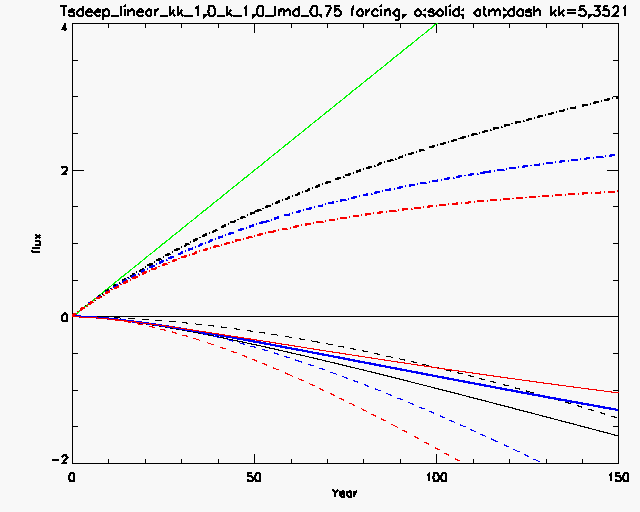 Tsdeep_linear_kk_1,0_k_1,0_lmd_0,75 forcing, o:solid; atm:dash kk=5,3521
4
2
0
-2
flux
0
50
100
150
Year